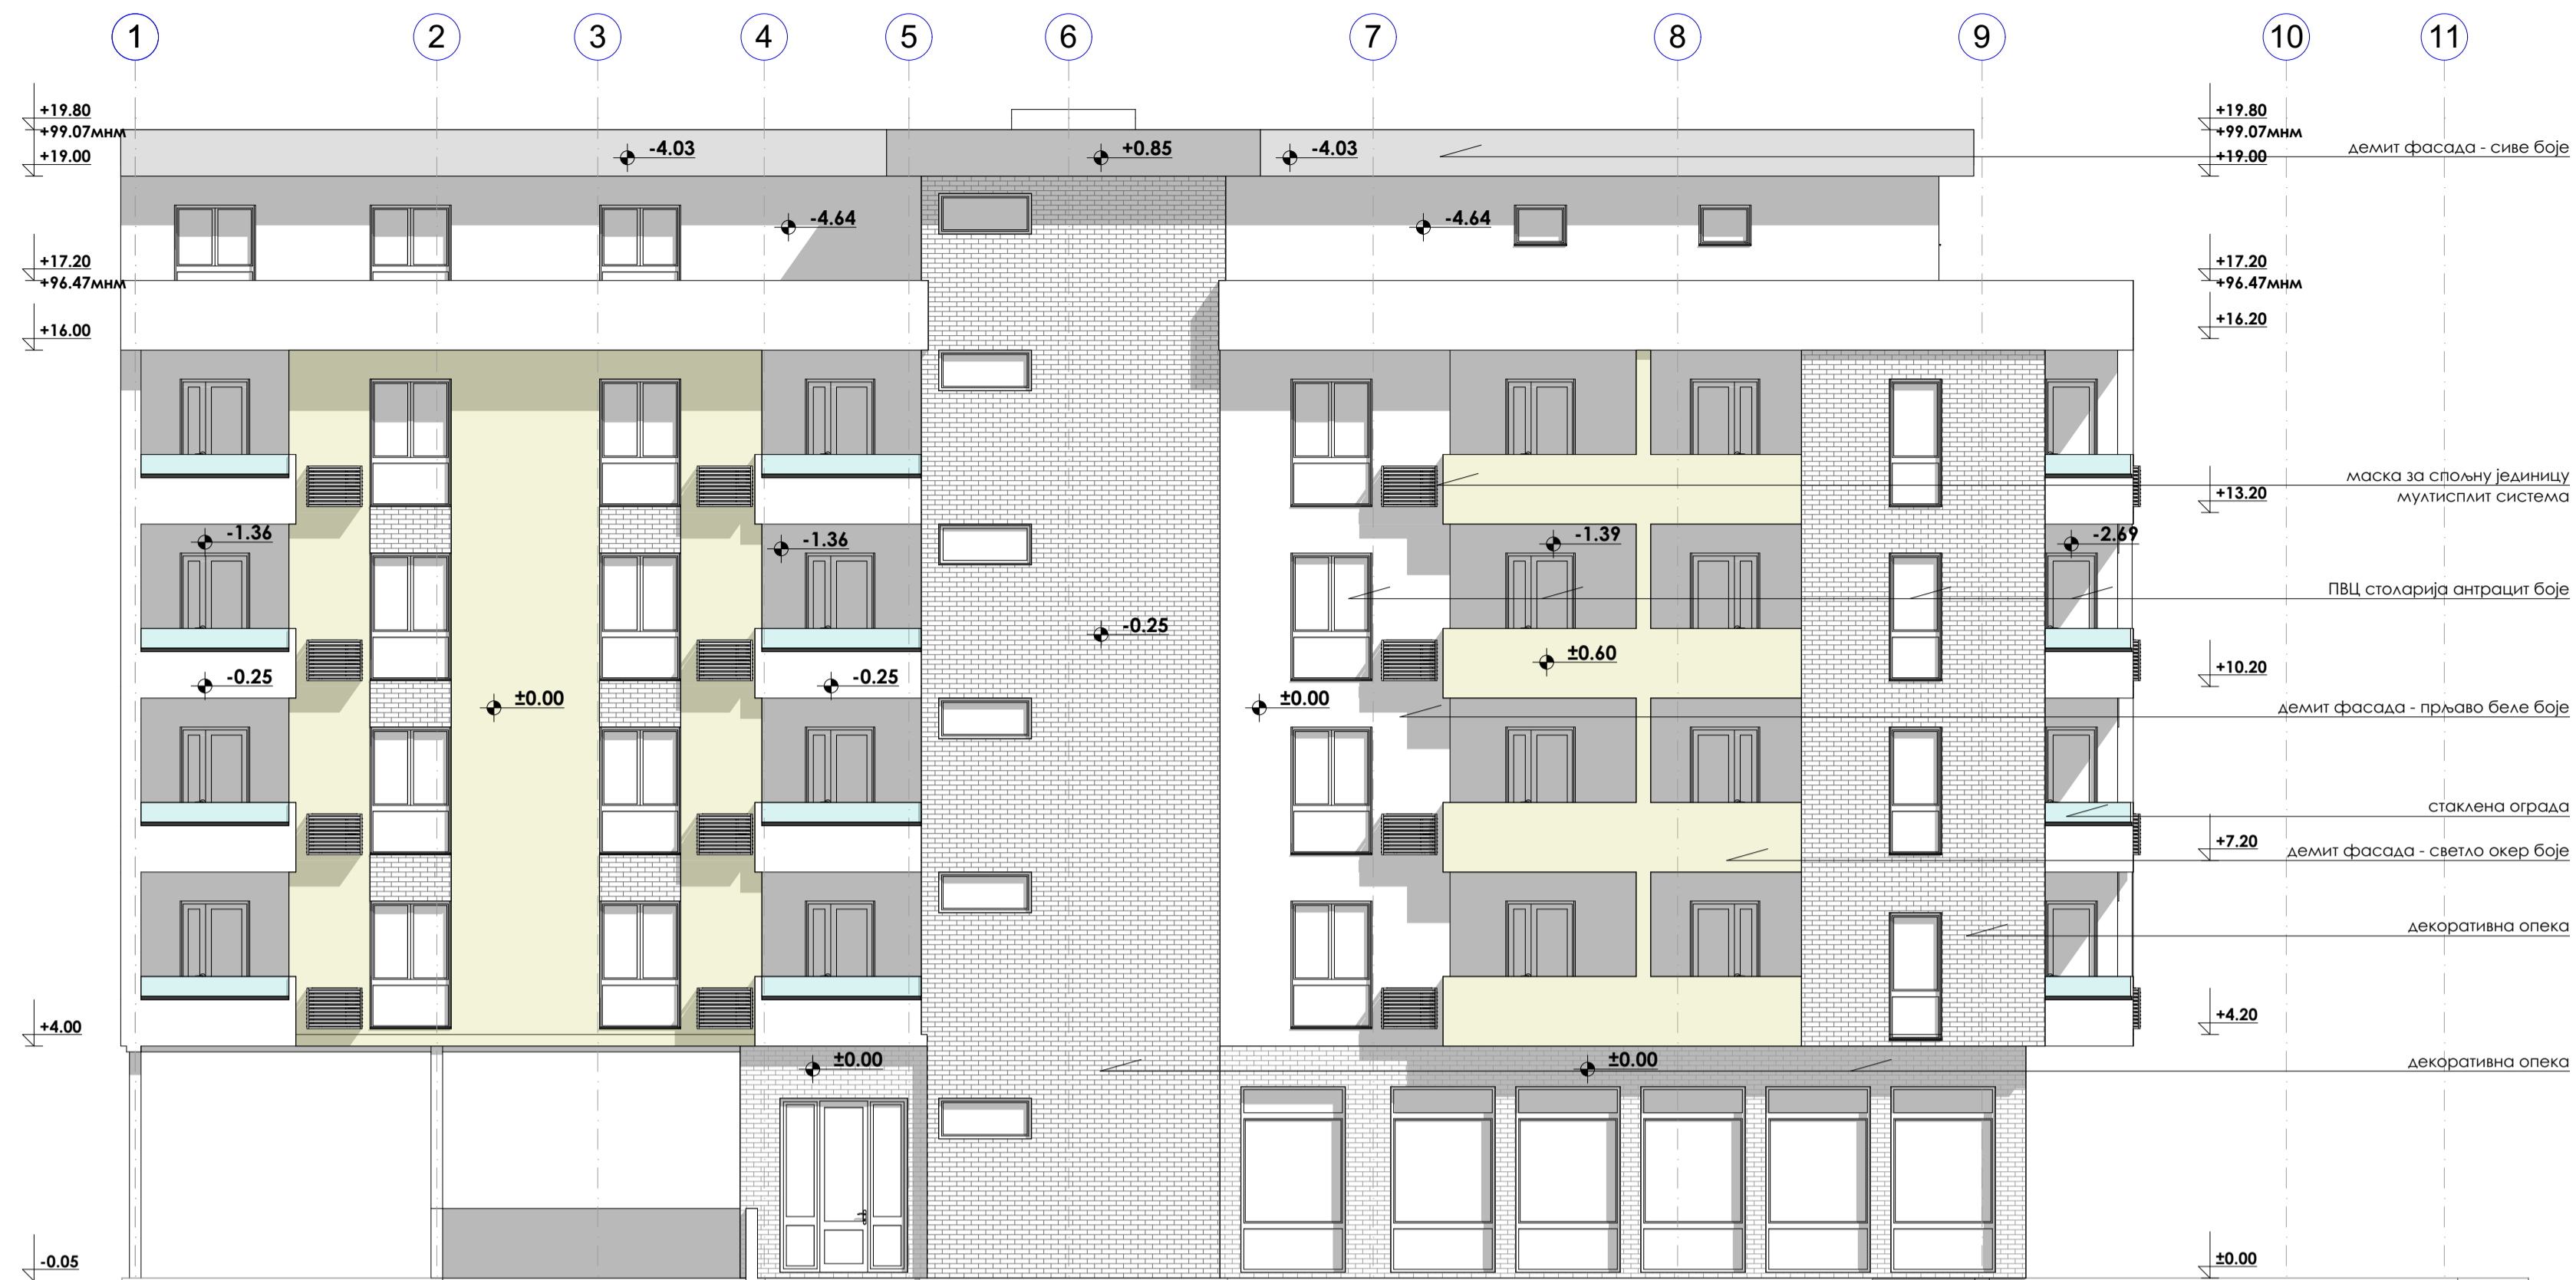 1 2 3 4 5 6 7 8 9 10 11
+19.80 +19.80
+99.07мнм +99.07мнм
-4.03 +0.85 -4.03 демит фасада - сиве боје
+19.00 +19.00
-4.64 -4.64
+17.20 +17.20
+96.47мнм +96.47мнм
+16.00 +16.20
маска за спољну јединицу
мултисплит система
+13.20
-1.36 -1.36 -1.39 -2.69
ПВЦ столарија антрацит боје
-0.25
±0.60
-0.25 -0.25 +10.20
±0.00 ±0.00 демит фасада - прљаво беле боје
стаклена ограда
+7.20
демит фасада - светло окер боје
декоративна опека
+4.00 +4.20
±0.00 ±0.00 декоративна опека
-0.05 ±0.00